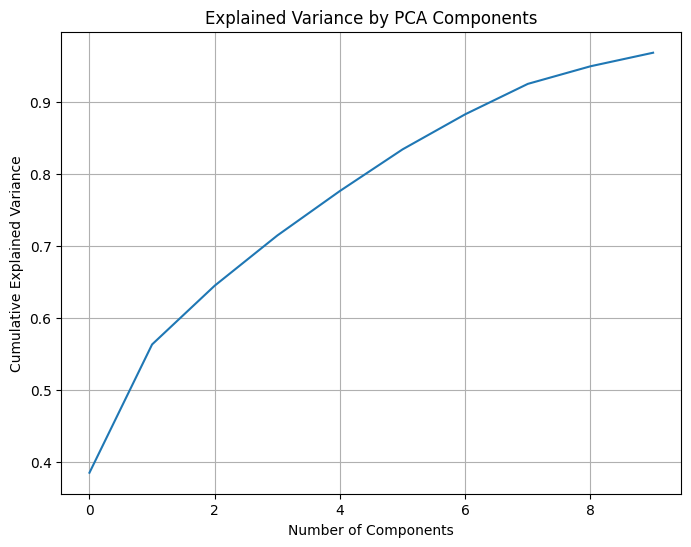 Explained Variance by PCA Components
Cumulative Explained Variance
0.9
0.8
0.7
0.6
0.5
0.4
0 2 4 6 8
Number of Components